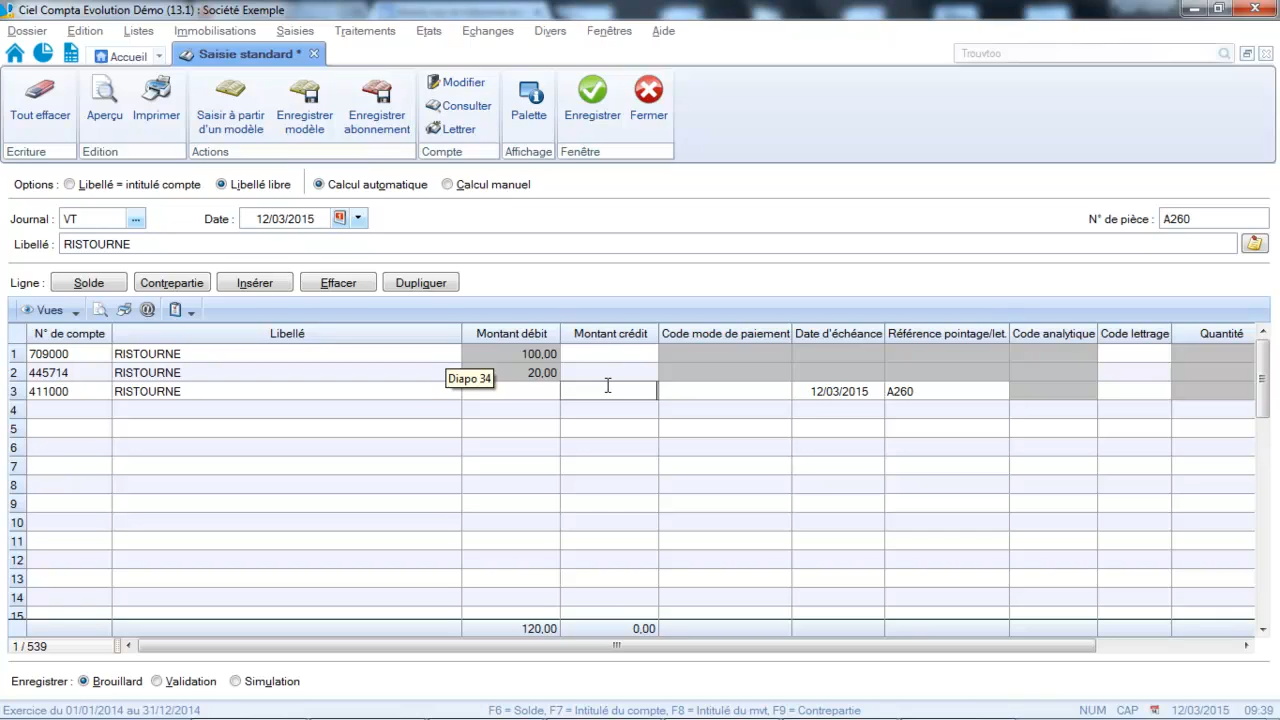 Ciel Compta Evolution Démo (13.1) : Société Exemple
Dossier Edition Listes Immobilisations Saisies Traitements Etats Echanges Divers Fenêtres Aide
Accueil Saisie standard * Trouvtoo
Tout effacer Aperçu Imprimer Saisir à partir d'un modèle Enregistrer modèle Enregistrer abonnement Modifier Consulter Lettrer Palette Enregistrer Fermer
Ecriture Edition Actions Compte Affichage Fenêtre
Options : Libellé = intitulé compte Libellé libre Calcul automatique Calcul manuel
Journal : VT ... Date : 12/03/2015 N° de pièce : A260
Libellé : RISTOURNE
Ligne : Solde Contrepartie Insérer Effacer Dupliquer
Vues
N° de compte Libellé Montant débit Montant crédit Code mode de paiement Date d'échéance Référence pointage/let. Code analytique Code lettrage Quantité
1 709000 RISTOURNE 100,00
2 445714 RISTOURNE 20,00
Diapo 34
3 411000 RISTOURNE 12/03/2015 A260
4
5
6
7
8
9
10
11
12
13
14
15
120,00 0,00
1 / 539
Enregistrer : Brouillard Validation Simulation
Exercice du 01/01/2014 au 31/12/2014 F6 = Solde, F7 = Intitulé du compte, F8 = Intitulé du mvt, F9 = Contrepartie NUM CAP 12/03/2015 09:39